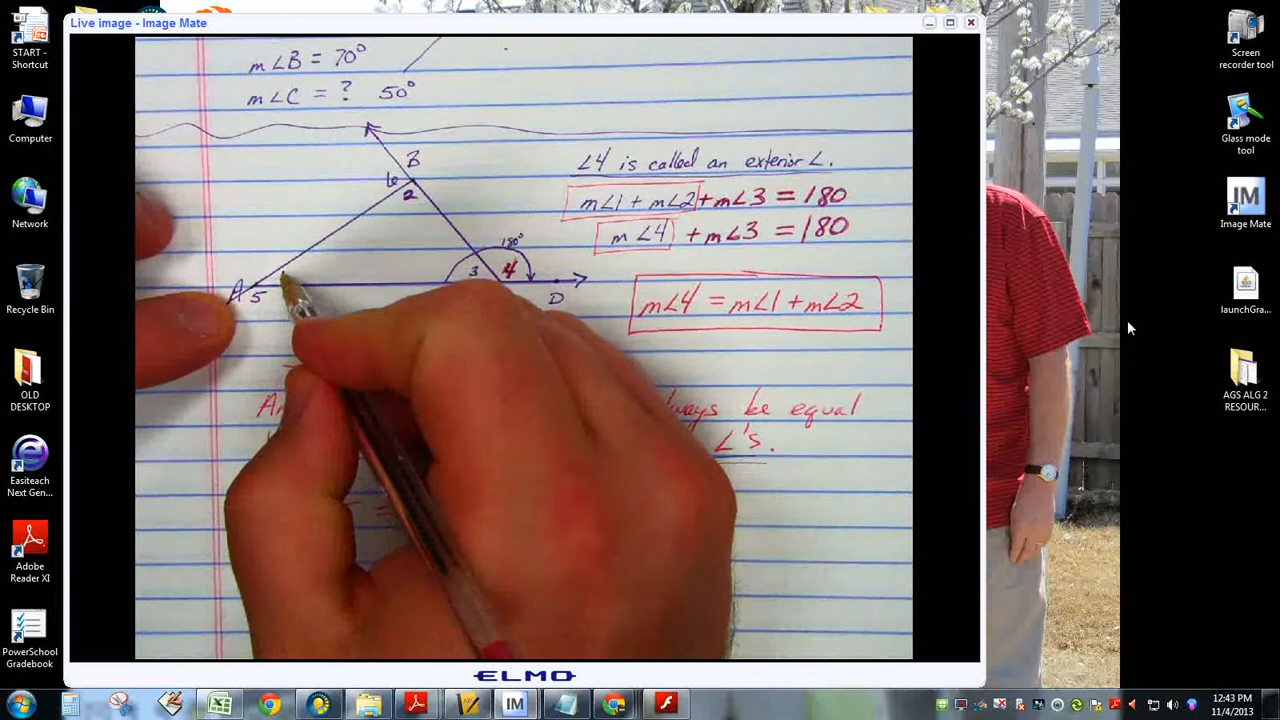 Live image - Image Mate
START - Shortcut
Computer
Network
Recycle Bin
OLD DESKTOP
Easiteach Next Gen...
Adobe Reader XI
PowerSchool Gradebook
m∠B = 70°
m∠C = ? 50°
B
6
2
180°
3
4
A
5
D
∠4 is called an exterior ∠.
m∠1 + m∠2 + m∠3 = 180
m∠4 + m∠3 = 180
m∠4 = m∠1 + m∠2
always be equal
∠'s.
ELMO
Screen recorder tool
Glass mode tool
Image Mate
launchGra...
AGS ALG 2 RESOUR...
IM
12:43 PM
11/4/2013